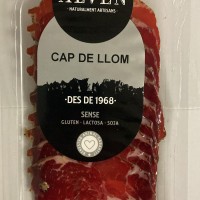 NATURALMENT ARTESANS
CAP DE LLOM
·DES DE 1968·
SENSE
GLUTEN · LACTOSA · SOJA